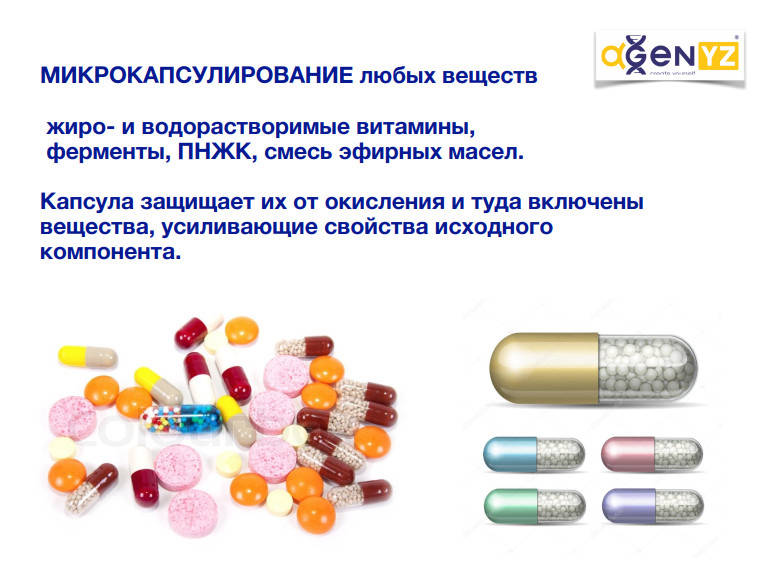 agenYZ
create yourself
МИКРОКАПСУЛИРОВАНИЕ любых веществ
жиро- и водорастворимые витамины,
ферменты, ПНЖК, смесь эфирных масел.
Капсула защищает их от окисления и туда включены
вещества, усиливающие свойства исходного
компонента.